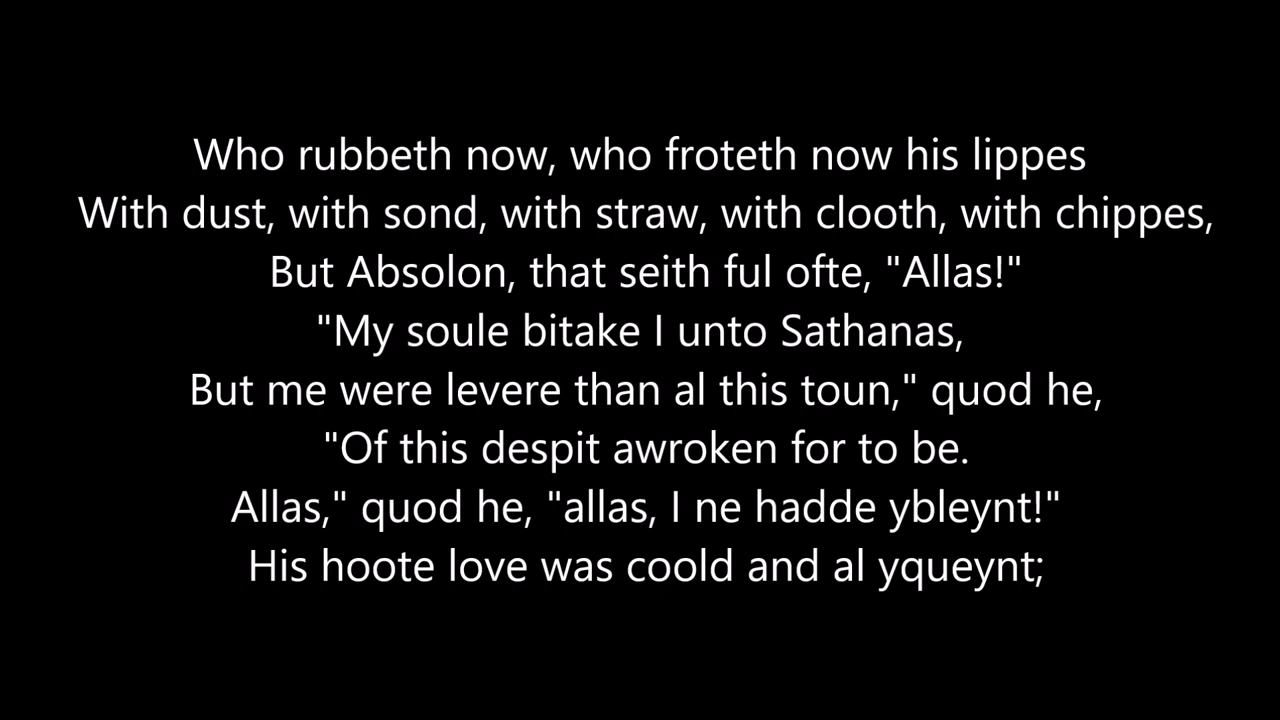 Who rubbeth now, who froteth now his lippes
With dust, with sond, with straw, with clooth, with chippes,
But Absolon, that seith ful ofte, "Allas!"
"My soule bitake I unto Sathanas,
But me were levere than al this toun," quod he,
"Of this despit awroken for to be.
Allas," quod he, "allas, I ne hadde ybleynt!"
His hoote love was coold and al yqueynt;